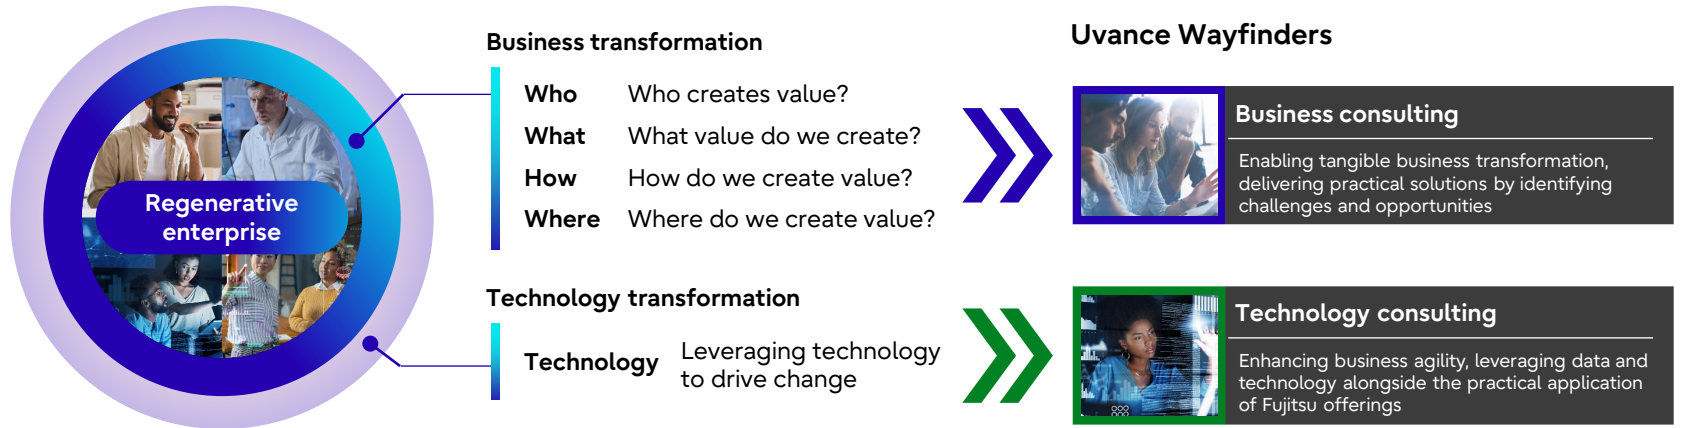 Regenerative
enterprise
Business transformation
Who Who creates value?
What What value do we create?
How How do we create value?
Where Where do we create value?
Technology transformation
Technology Leveraging technology
to drive change
Uvance Wayfinders
Business consulting
Enabling tangible business transformation,
delivering practical solutions by identifying
challenges and opportunities
Technology consulting
Enhancing business agility, leveraging data and
technology alongside the practical application
of Fujitsu offerings